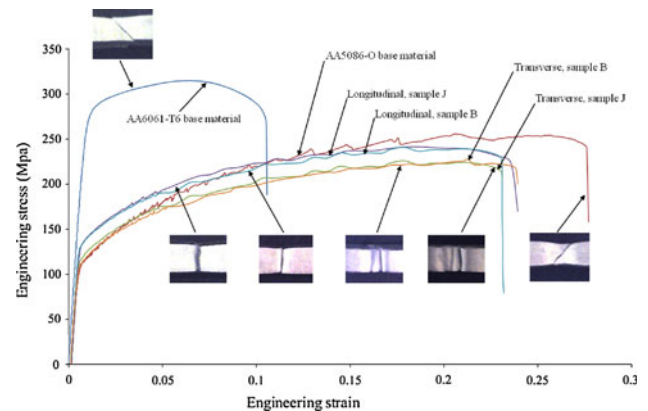 350
300
250
200
150
100
50
0
Engineering stress (Mpa)
AA5086-O base material
Transverse, sample B
Longitudinal, sample J
Transverse, sample J
Longitudinal, sample B
AA6061-T6 base material
0
0.05
0.1
0.15
0.2
0.25
0.3
Engineering strain